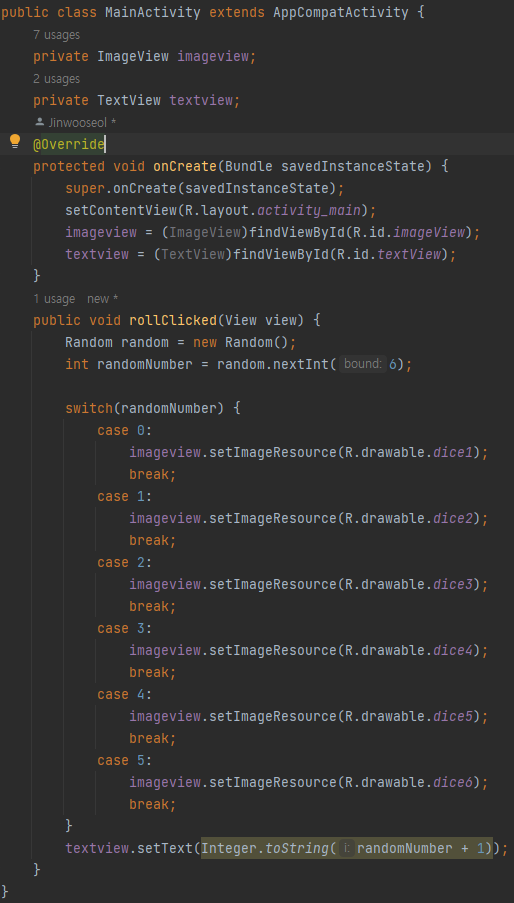 public class MainActivity extends AppCompatActivity {
7 usages
private ImageView imageview;
2 usages
private TextView textview;
Jinwooseol *
@Override
protected void onCreate(Bundle savedInstanceState) {
super.onCreate(savedInstanceState);
setContentView(R.layout.activity_main);
imageview = (ImageView)findViewById(R.id.imageView);
textview = (TextView)findViewById(R.id.textView);
}
1 usage new *
public void rollClicked(View view) {
Random random = new Random();
int randomNumber = random.nextInt( bound: 6);
switch(randomNumber) {
case 0:
imageview.setImageResource(R.drawable.dice1);
break;
case 1:
imageview.setImageResource(R.drawable.dice2);
break;
case 2:
imageview.setImageResource(R.drawable.dice3);
break;
case 3:
imageview.setImageResource(R.drawable.dice4);
break;
case 4:
imageview.setImageResource(R.drawable.dice5);
break;
case 5:
imageview.setImageResource(R.drawable.dice6);
break;
}
textview.setText(Integer.toString( i: randomNumber + 1));
}
}